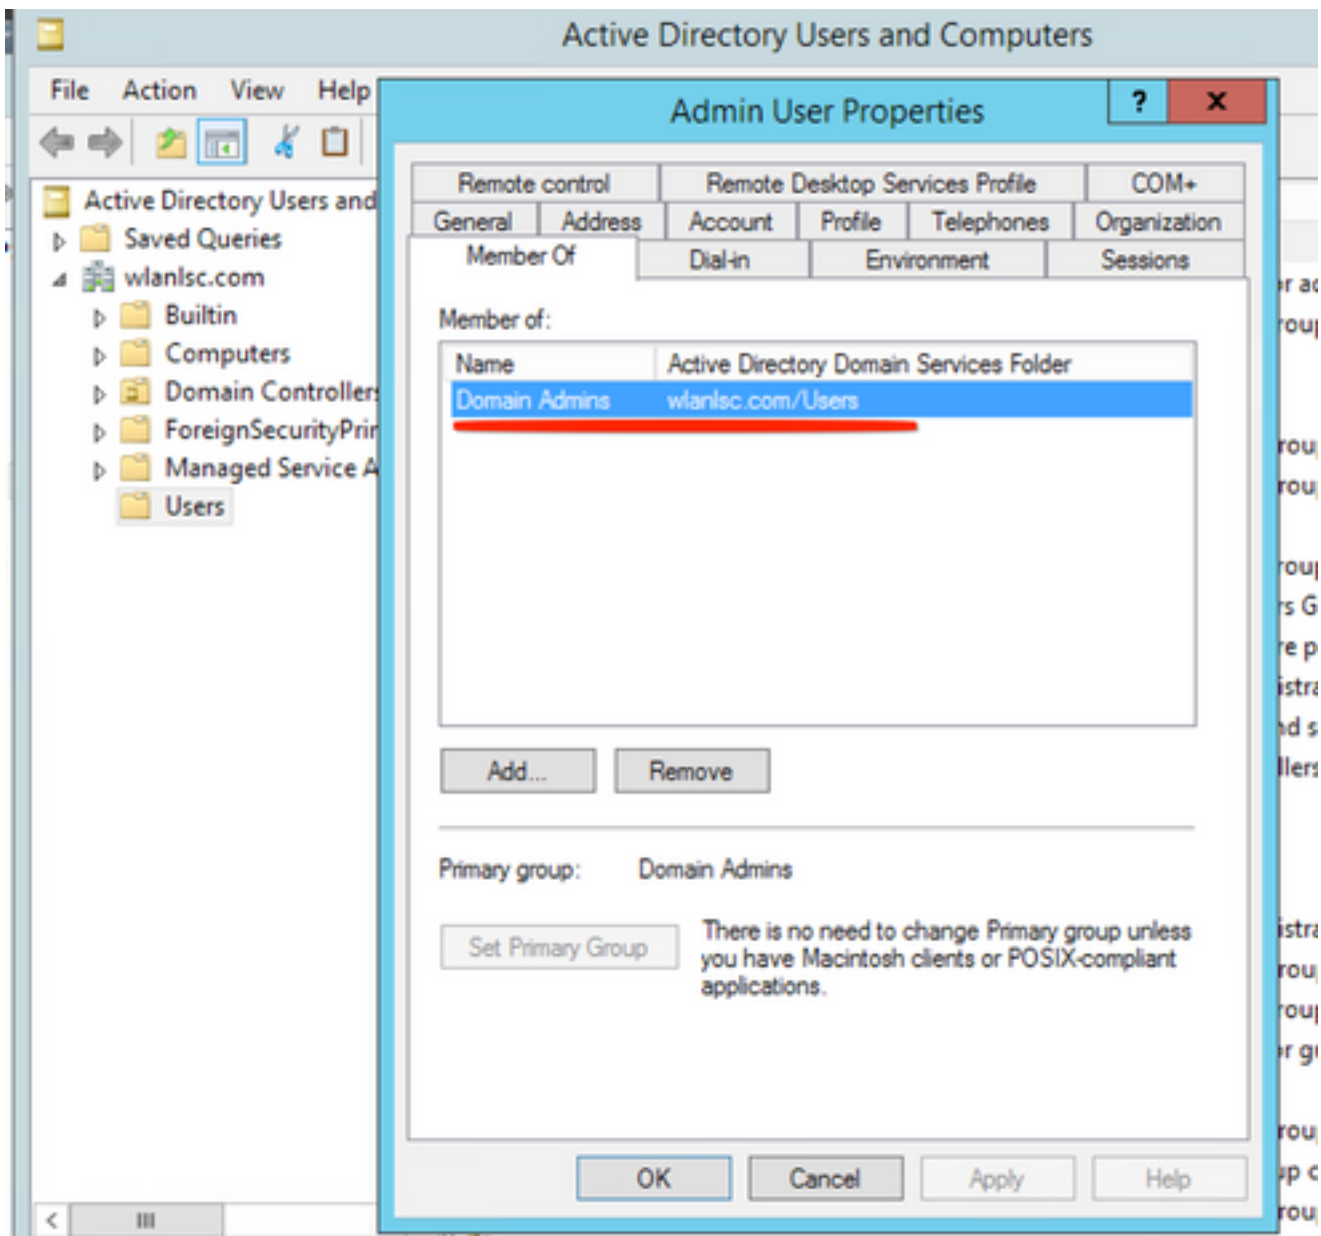 Active Directory Users and Computers
File Action View Help
Active Directory Users and
Saved Queries
wlanlsc.com
Builtin
Computers
Domain Controllers
ForeignSecurityPrin
Managed Service A
Users
Admin User Properties
? x
Remote control Remote Desktop Services Profile COM+
General Address Account Profile Telephones Organization
Member Of Dial-in Environment Sessions
Member of:
Name Active Directory Domain Services Folder
Domain Admins wlanlsc.com/Users
Add... Remove
Primary group: Domain Admins
Set Primary Group
There is no need to change Primary group unless
you have Macintosh clients or POSIX-compliant
applications.
OK Cancel Apply Help